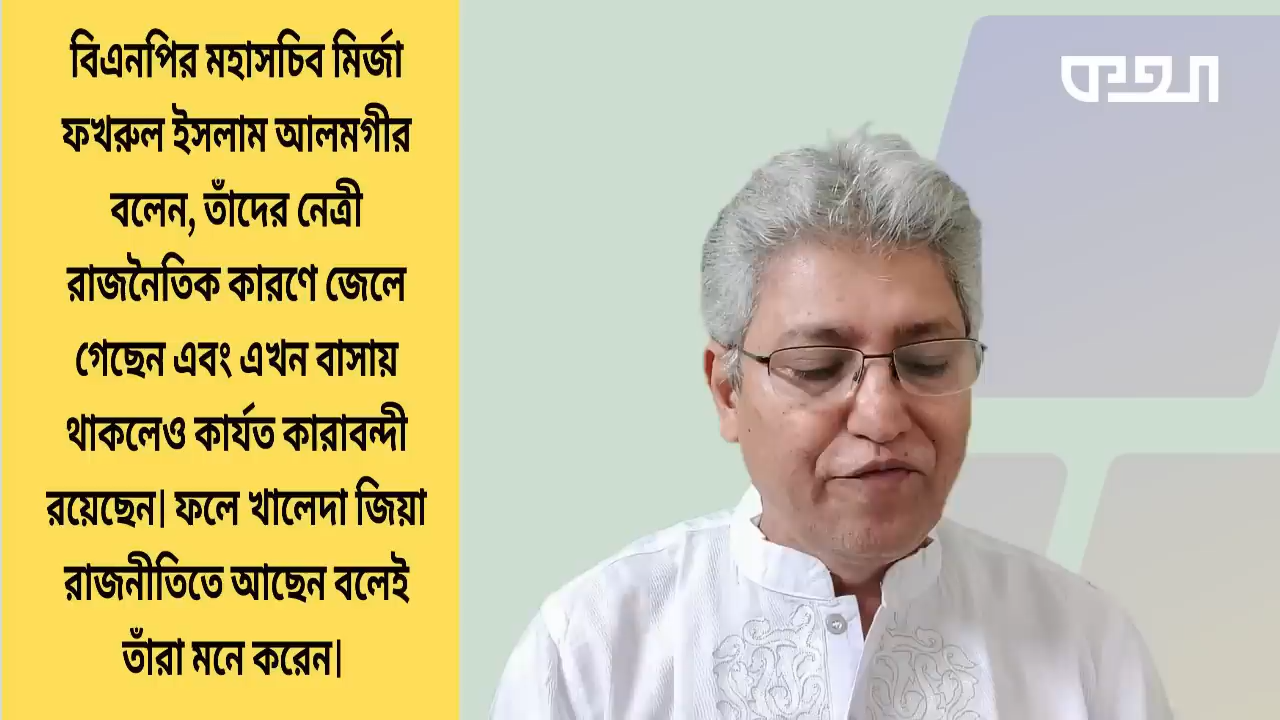 বিএনপির মহাসচিব মির্জা
ফখরুল ইসলাম আলমগীর
বলেন, তাঁদের নেত্রী
রাজনৈতিক কারণে জেলে
গেছেন এবং এখন বাসায়
থাকলেও কার্যত কারাবন্দী
রয়েছেন। ফলে খালেদা জিয়া
রাজনীতিতে আছেন বলেই
তাঁরা মনে করেন।